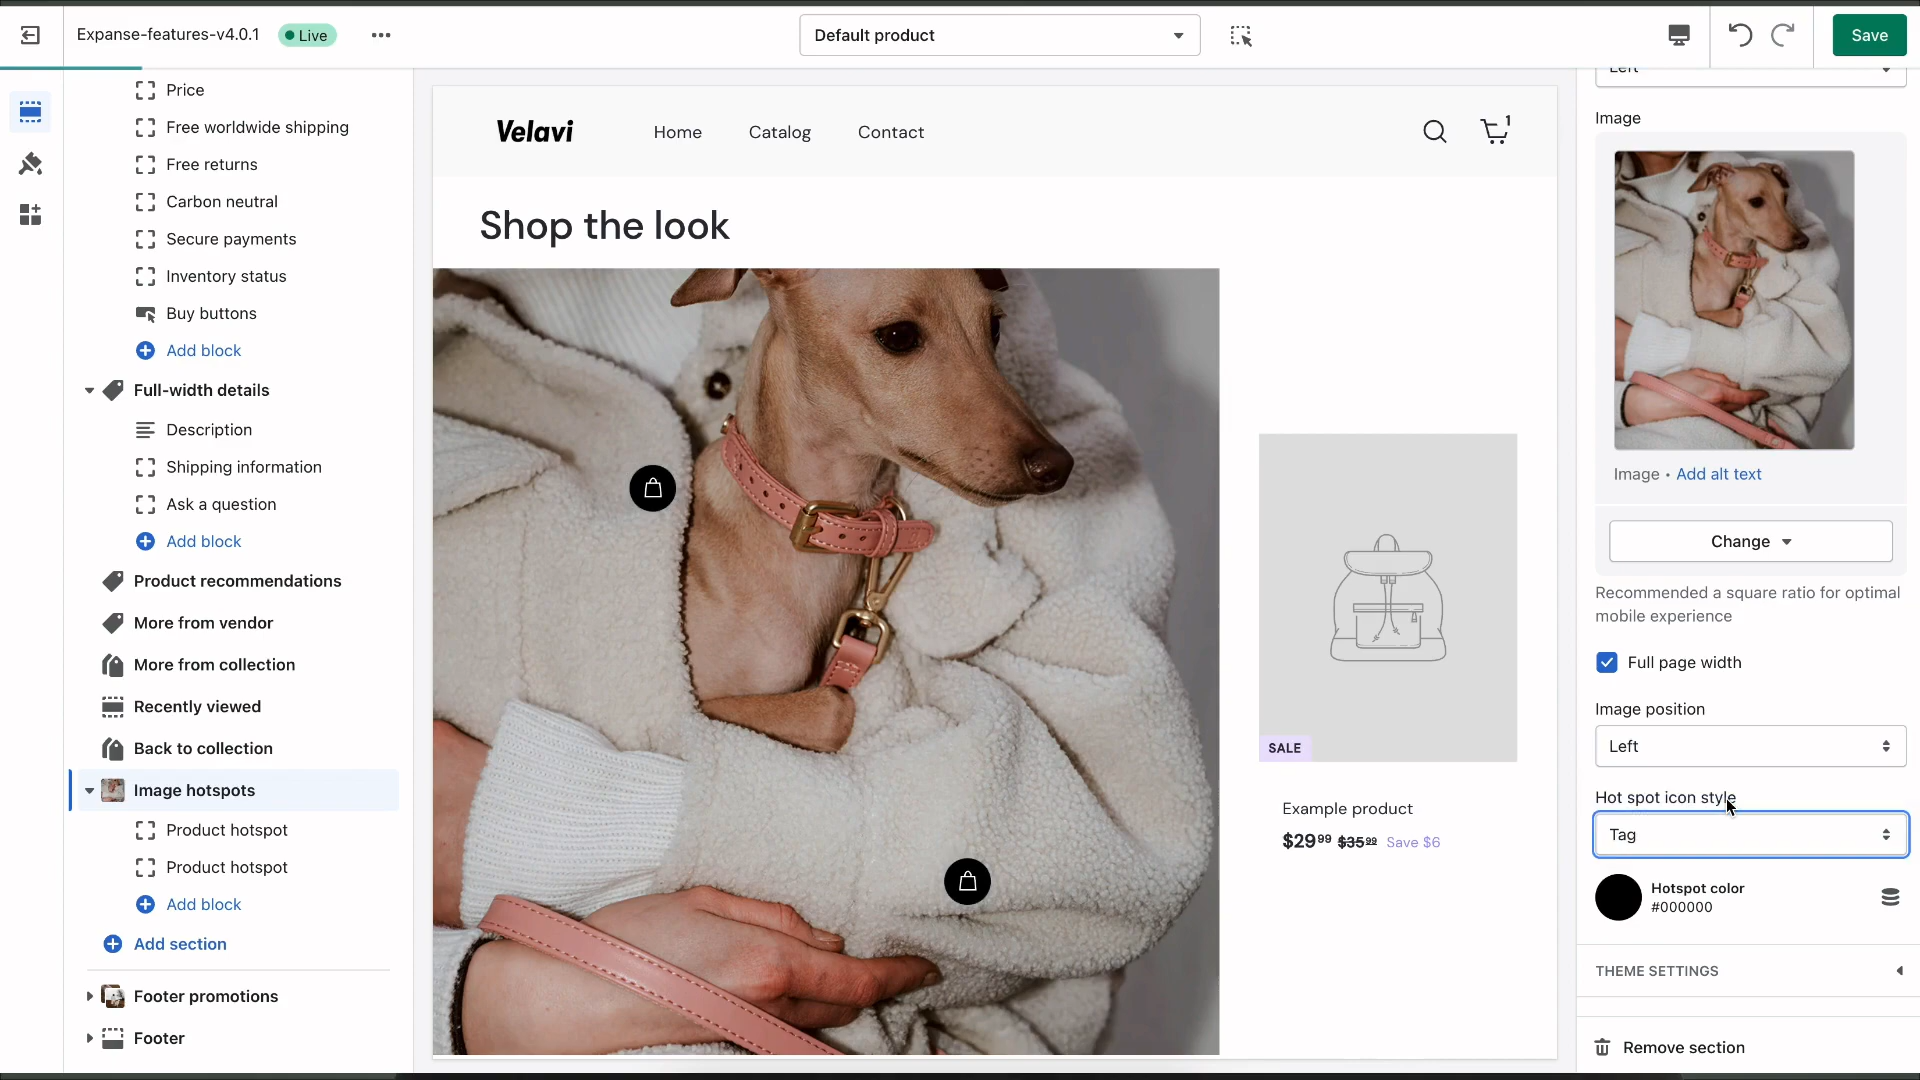 Expanse-features-v4.0.1
Live
Default product
Save
Price
Free worldwide shipping
Free returns
Carbon neutral
Secure payments
Inventory status
Buy buttons
Add block
Full-width details
Description
Shipping information
Ask a question
Add block
Product recommendations
More from vendor
More from collection
Recently viewed
Back to collection
Image hotspots
Product hotspot
Product hotspot
Add block
Add section
Footer promotions
Footer
Velavi
Home
Catalog
Contact
1
Shop the look
SALE
Example product
$29⁹⁹ $35⁹⁹ Save $6
Left
Image
Image • Add alt text
Change
Recommended a square ratio for optimal
mobile experience
Full page width
Image position
Left
Hot spot icon style
Tag
Hotspot color
#000000
THEME SETTINGS
Remove section